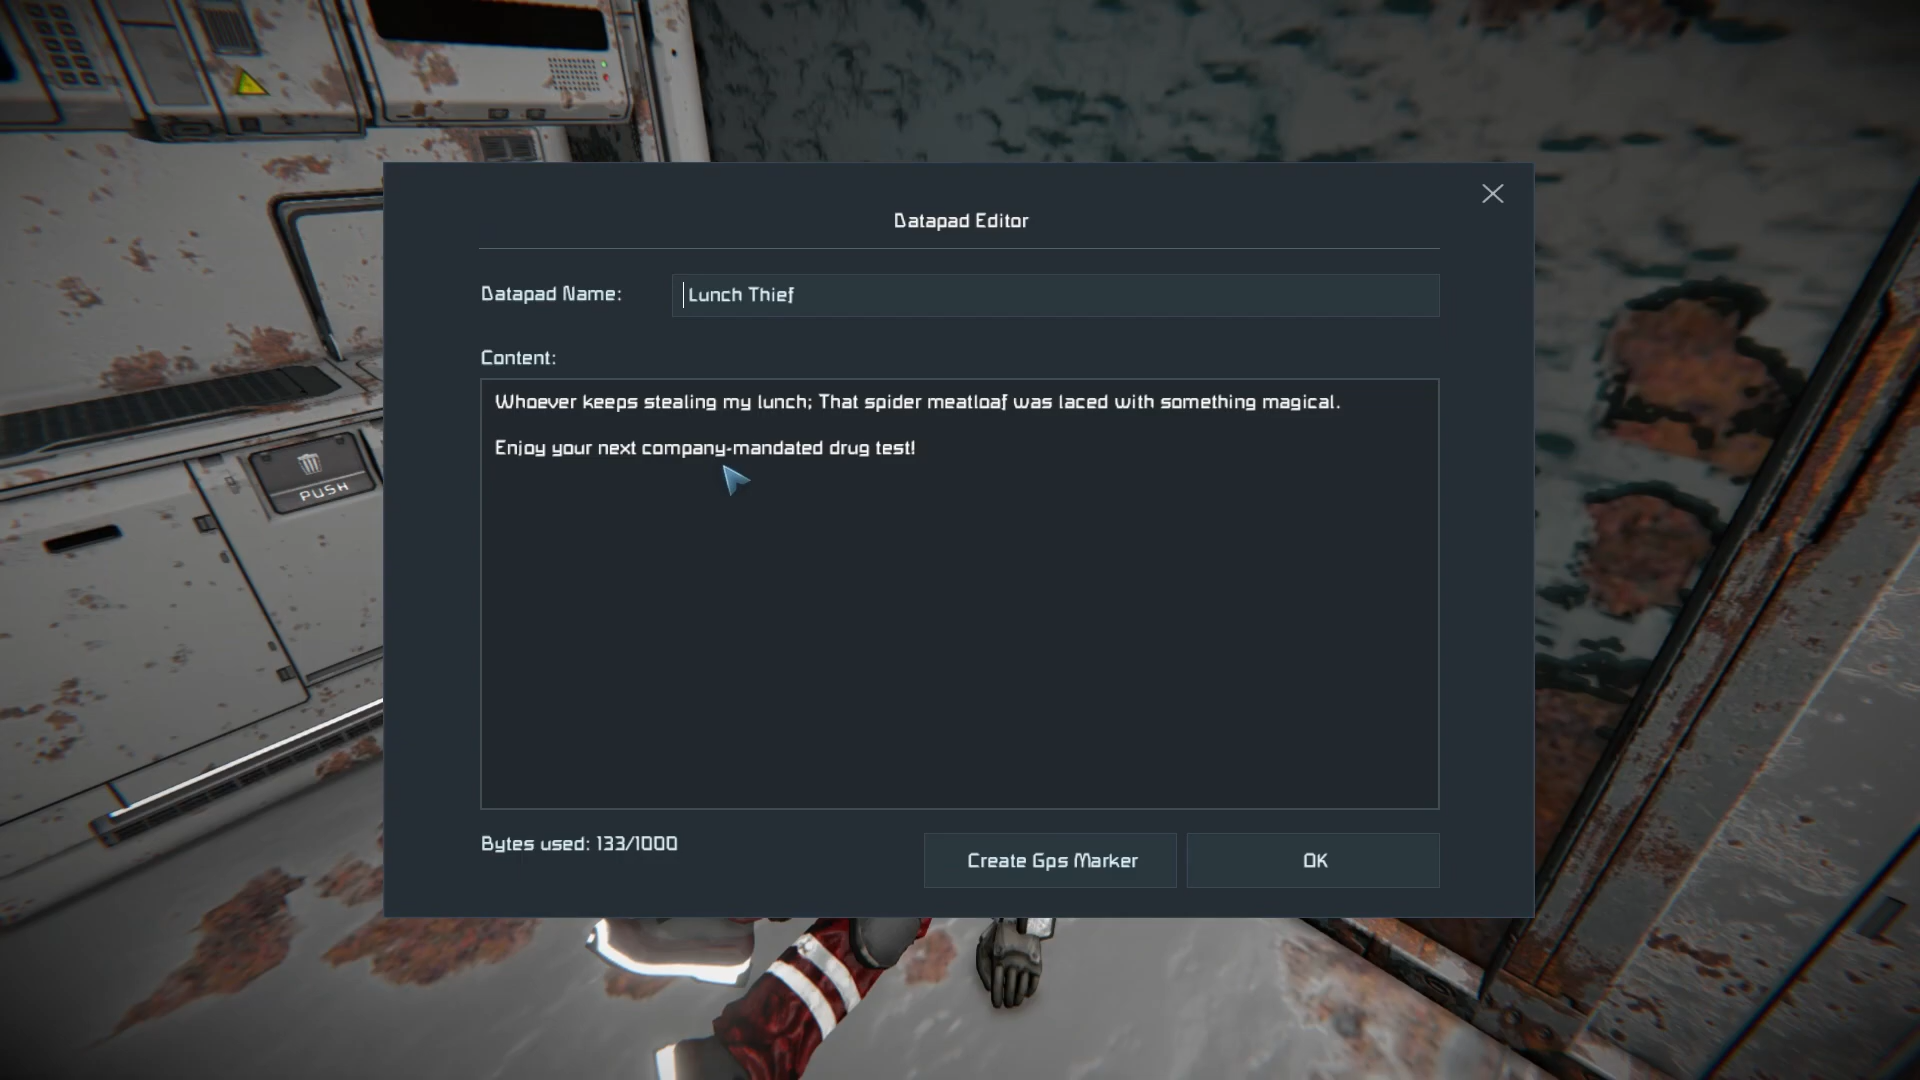 Datapad Editor
Datapad Name:
Lunch Thief
Content:
Whoever keeps stealing my lunch; That spider meatloaf was laced with something magical.
Enjoy your next company-mandated drug test!
PUSH
Bytes used: 133/1000
Create Gps Marker
OK